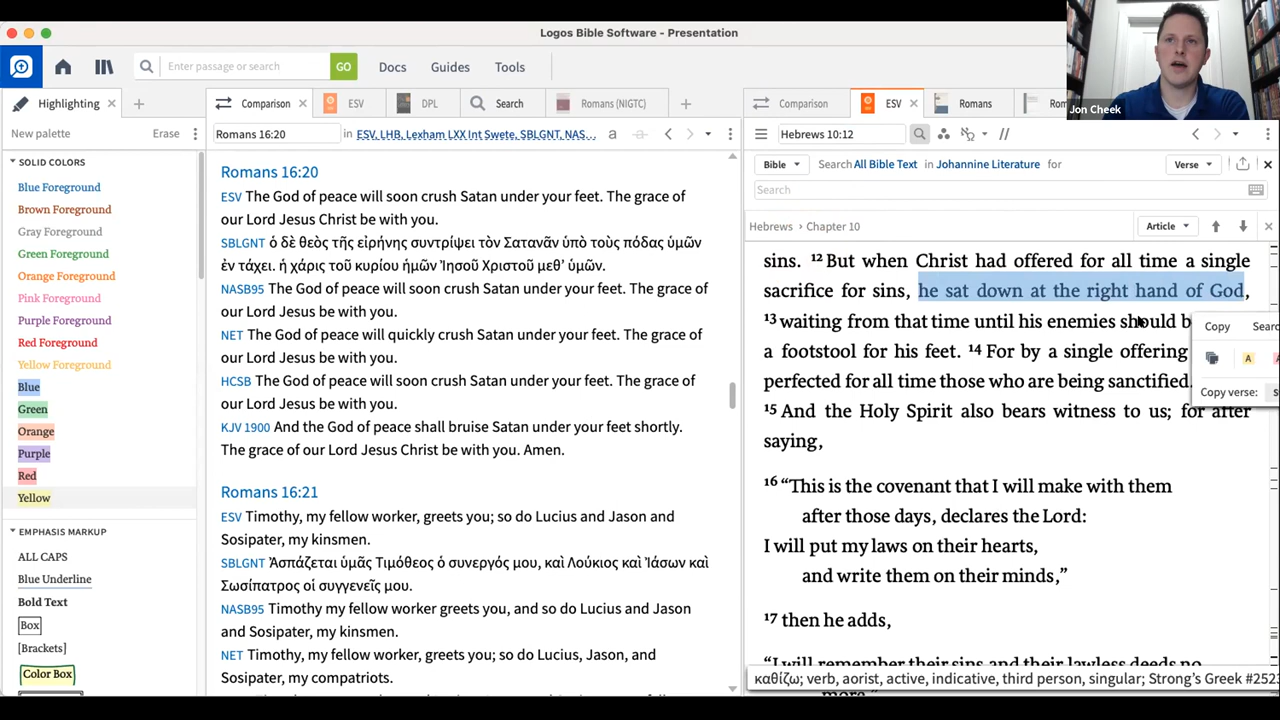 Logos Bible Software - Presentation
Enter passage or search
GO
Docs
Guides
Tools
Jon Cheek
Highlighting
New palette
Erase
SOLID COLORS
Blue Foreground
Brown Foreground
Gray Foreground
Green Foreground
Orange Foreground
Pink Foreground
Purple Foreground
Red Foreground
Yellow Foreground
Blue
Green
Orange
Purple
Red
Yellow
EMPHASIS MARKUP
ALL CAPS
Blue Underline
Bold Text
Box
[Brackets]
Color Box
Comparison
ESV
DPL
Search
Romans (NIGTC)
Romans 16:20 in ESV, LHB, Lexham LXX Int Swete, SBLGNT, NAS...
Romans 16:20
ESV The God of peace will soon crush Satan under your feet. The grace of
our Lord Jesus Christ be with you.
SBLGNT ὁ δὲ θεὸς τῆς εἰρήνης συντρίψει τὸν Σατανᾶν ὑπὸ τοὺς πόδας ὑμῶν
ἐν τάχει. ἡ χάρις τοῦ κυρίου ἡμῶν Ἰησοῦ Χριστοῦ μεθ’ ὑμῶν.
NASB95 The God of peace will soon crush Satan under your feet. The grace of
our Lord Jesus be with you.
NET The God of peace will quickly crush Satan under your feet. The grace of
our Lord Jesus be with you.
HCSB The God of peace will soon crush Satan under your feet. The grace of
our Lord Jesus be with you.
KJV 1900 And the God of peace shall bruise Satan under your feet shortly.
The grace of our Lord Jesus Christ be with you. Amen.
Romans 16:21
ESV Timothy, my fellow worker, greets you; so do Lucius and Jason and
Sosipater, my kinsmen.
SBLGNT Ἀσπάζεται ὑμᾶς Τιμόθεος ὁ συνεργός μου, καὶ Λούκιος καὶ Ἰάσων καὶ
Σωσίπατρος οἱ συγγενεῖς μου.
NASB95 Timothy my fellow worker greets you, and so do Lucius and Jason
and Sosipater, my kinsmen.
NET Timothy, my fellow worker, greets you; so do Lucius, Jason, and
Sosipater, my compatriots.
Comparison
ESV
Romans
Hebrews 10:12
Bible Search All Bible Text in Johannine Literature for
Verse
Search
Hebrews › Chapter 10
Article
sins. 12 But when Christ had offered for all time a single
sacrifice for sins, he sat down at the right hand of God,
13 waiting from that time until his enemies should b
a footstool for his feet. 14 For by a single offering
perfected for all time those who are being sanctified.
15 And the Holy Spirit also bears witness to us; for after
saying,
16 “This is the covenant that I will make with them
after those days, declares the Lord:
I will put my laws on their hearts,
and write them on their minds,”
17 then he adds,
“I will remember their sins and their lawless deeds no
more.”
Copy
Searc
Copy verse:
καθίζω; verb, aorist, active, indicative, third person, singular; Strong’s Greek #2523